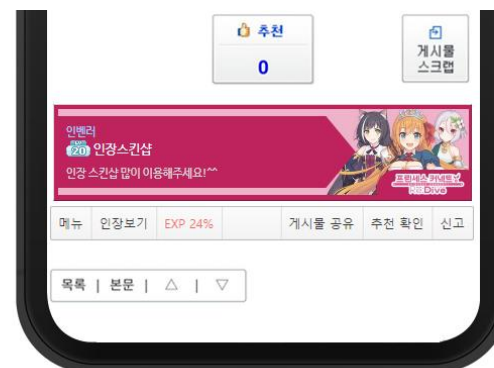 추천
0
게시물
스크랩
인벤러
20 인장스킨샵
인장 스킨샵 많이 이용해주세요!^^
프린세스 커넥트!
Re:Dive
메뉴 인장보기 EXP 24% 게시물 공유 추천 확인 신고
목록 | 본문 | △ | ▽